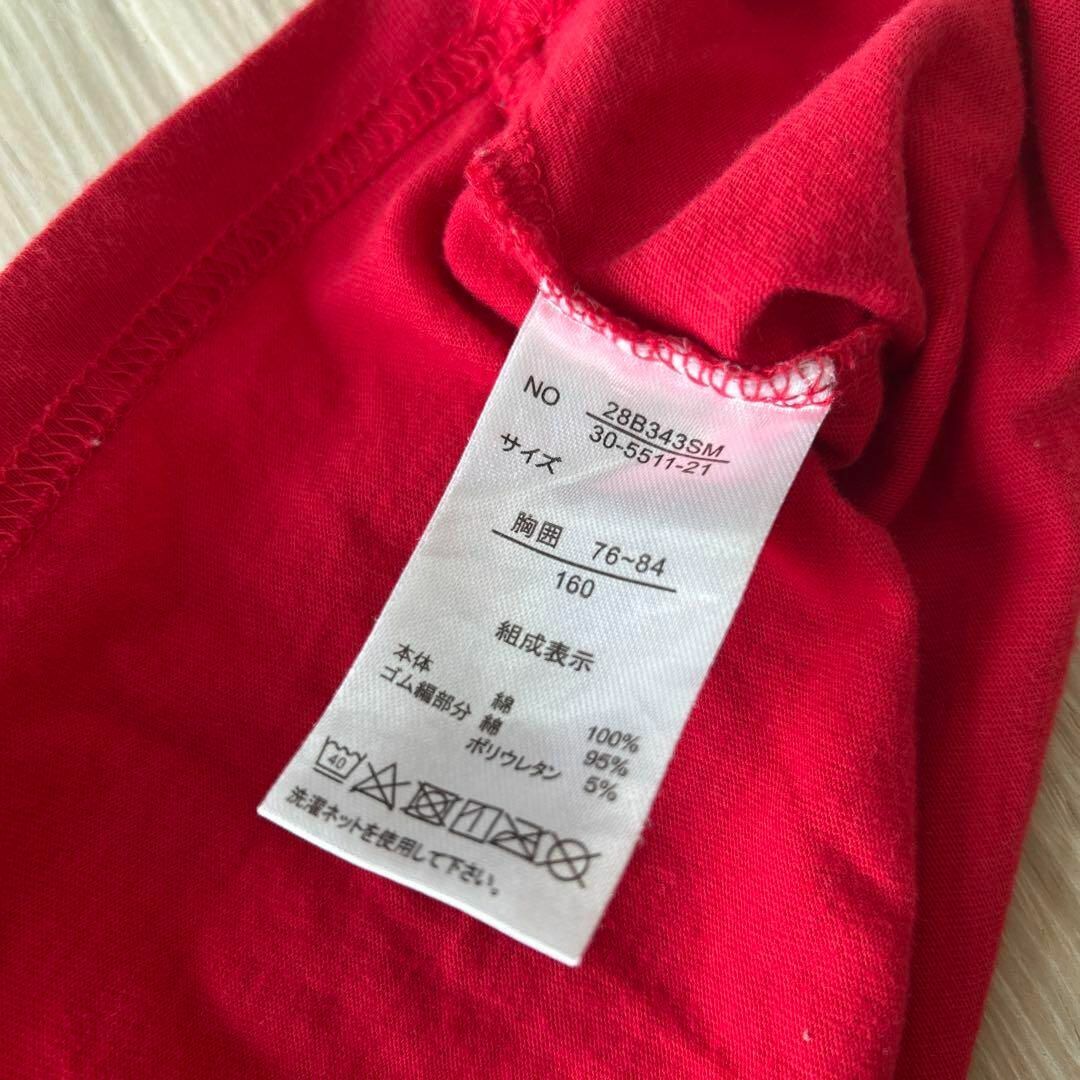 NO 28B343SM
30-5511-21
サイズ
胸囲 76~84
160
組成表示
本体 綿 100%
ゴム編部分 綿 95%
ポリウレタン 5%
40
洗濯ネットを使用して下さい。